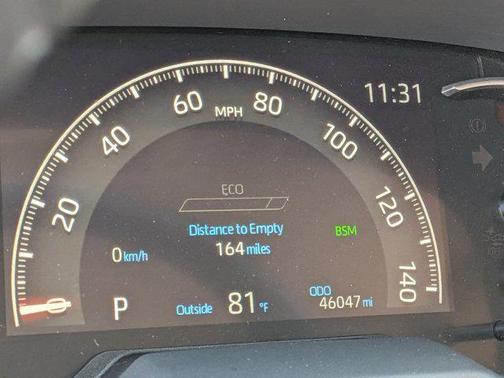 11:31
60 MPH 80
40 100
20 120
0 140
ECO
Distance to Empty
164 miles
BSM
0 km/h
P Outside 81 °F
ODO
46047 mi